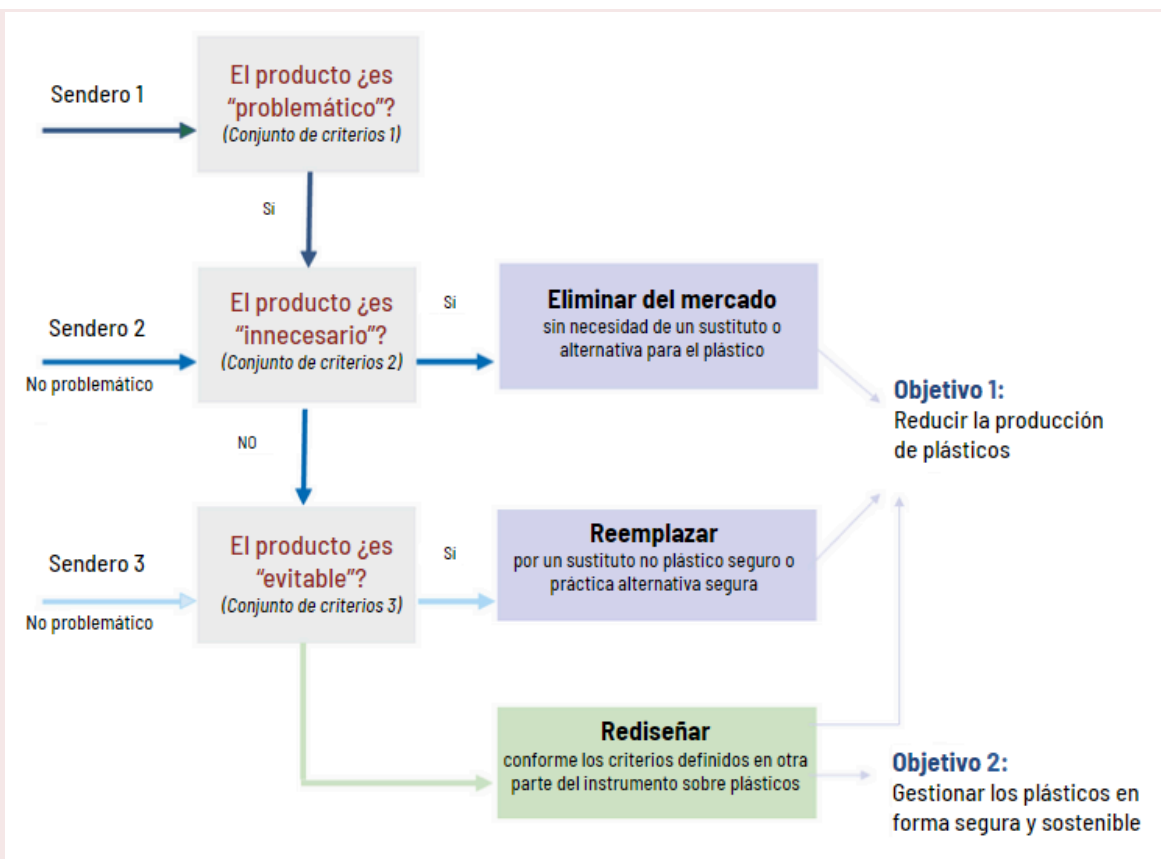 Sendero 1
El producto ¿es
“problemático”?
(Conjunto de criterios 1)
Si
Sendero 2
No problemático
El producto ¿es
“innecesario”?
(Conjunto de criterios 2)
Si
Eliminar del mercado
sin necesidad de un sustituto o
alternativa para el plástico
Objetivo 1:
Reducir la producción
de plásticos
NO
Sendero 3
No problemático
El producto ¿es
“evitable”?
(Conjunto de criterios 3)
Si
Reemplazar
por un sustituto no plástico seguro o
práctica alternativa segura
Rediseñar
conforme los criterios definidos en otra
parte del instrumento sobre plásticos
Objetivo 2:
Gestionar los plásticos en
forma segura y sostenible